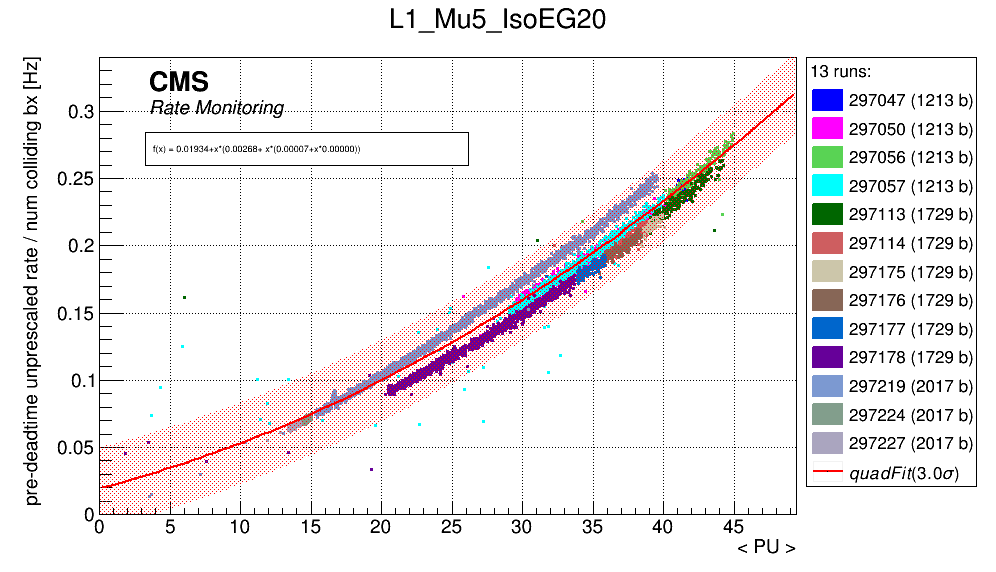 L1_Mu5_IsoEG20
pre-deadtime unprescaled rate / num colliding bx [Hz]
CMS
Rate Monitoring
f(x) = 0.01934+x*(0.00268+ x*(0.00007+x*0.00000))
0.3
0.25
0.2
0.15
0.1
0.05
0
0 5 10 15 20 25 30 35 40 45
< PU >
13 runs:
297047 (1213 b)
297050 (1213 b)
297056 (1213 b)
297057 (1213 b)
297113 (1729 b)
297114 (1729 b)
297175 (1729 b)
297176 (1729 b)
297177 (1729 b)
297178 (1729 b)
297219 (2017 b)
297224 (2017 b)
297227 (2017 b)
quadFit(3.0σ)